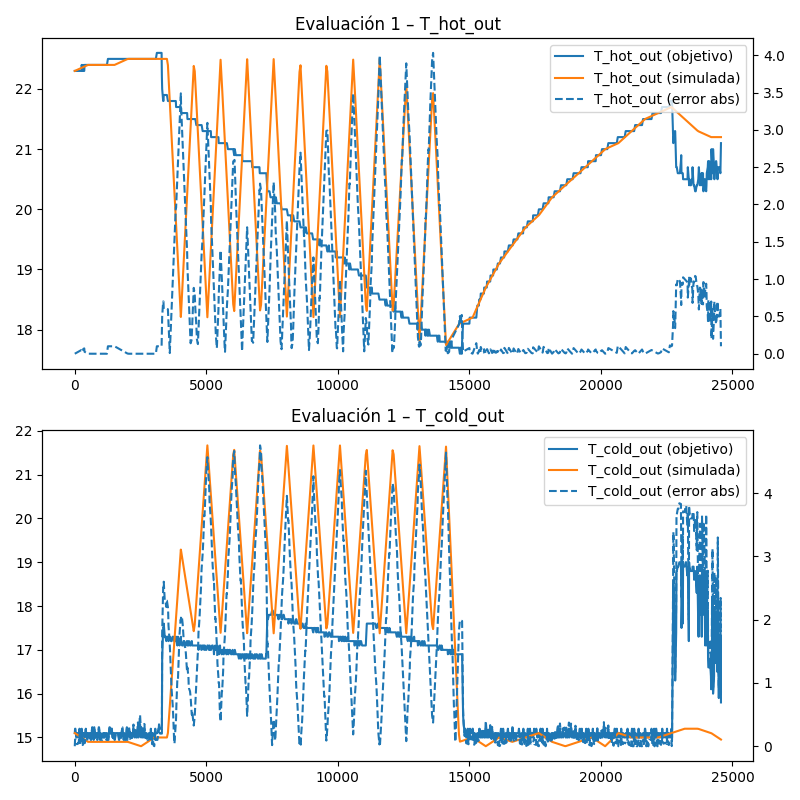 Evaluación 1 – T_hot_out
T_hot_out (objetivo)
T_hot_out (simulada)
T_hot_out (error abs)
22
21
20
19
18
4.0
3.5
3.0
2.5
2.0
1.5
1.0
0.5
0.0
0 5000 10000 15000 20000 25000
Evaluación 1 – T_cold_out
T_cold_out (objetivo)
T_cold_out (simulada)
T_cold_out (error abs)
22
21
20
19
18
17
16
15
4
3
2
1
0
0 5000 10000 15000 20000 25000